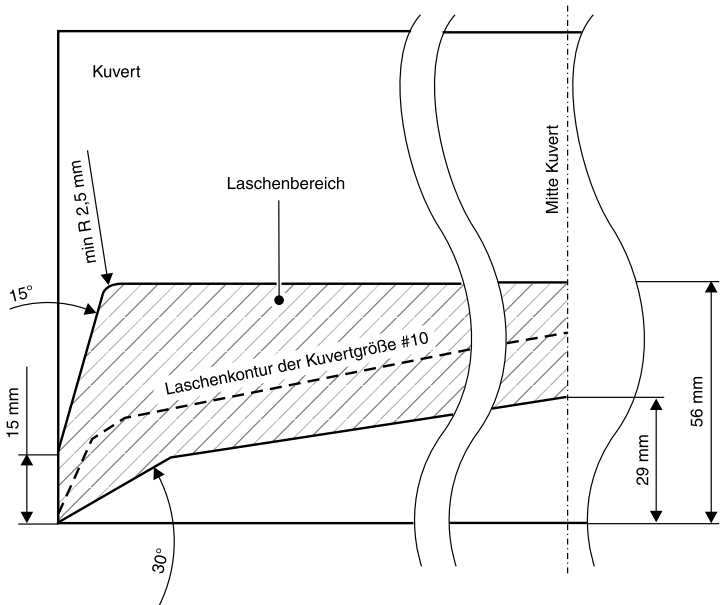 Kuvert
Mitte Kuvert
min R 2,5 mm
Laschenbereich
15°
Laschenkontur der Kuvertgröße #10
15 mm
56 mm
29 mm
30°